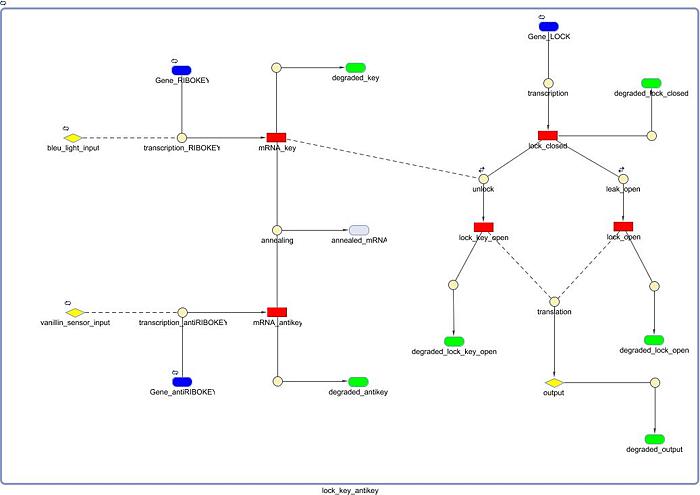 Gene_LOCK
Gene_RIBOKEY
degraded_key
transcription
degraded_lock_closed
bleu_light_input
transcription_RIBOKEY
mRNA_key
lock_closed
unlock
leak_open
annealing
annealed_mRNA
lock_key_open
lock_open
vanillin_sensor_input
transcription_antiRIBOKEY
mRNA_antikey
translation
degraded_lock_key_open
degraded_lock_open
Gene_antiRIBOKEY
degraded_antikey
output
degraded_output
lock_key_antikey